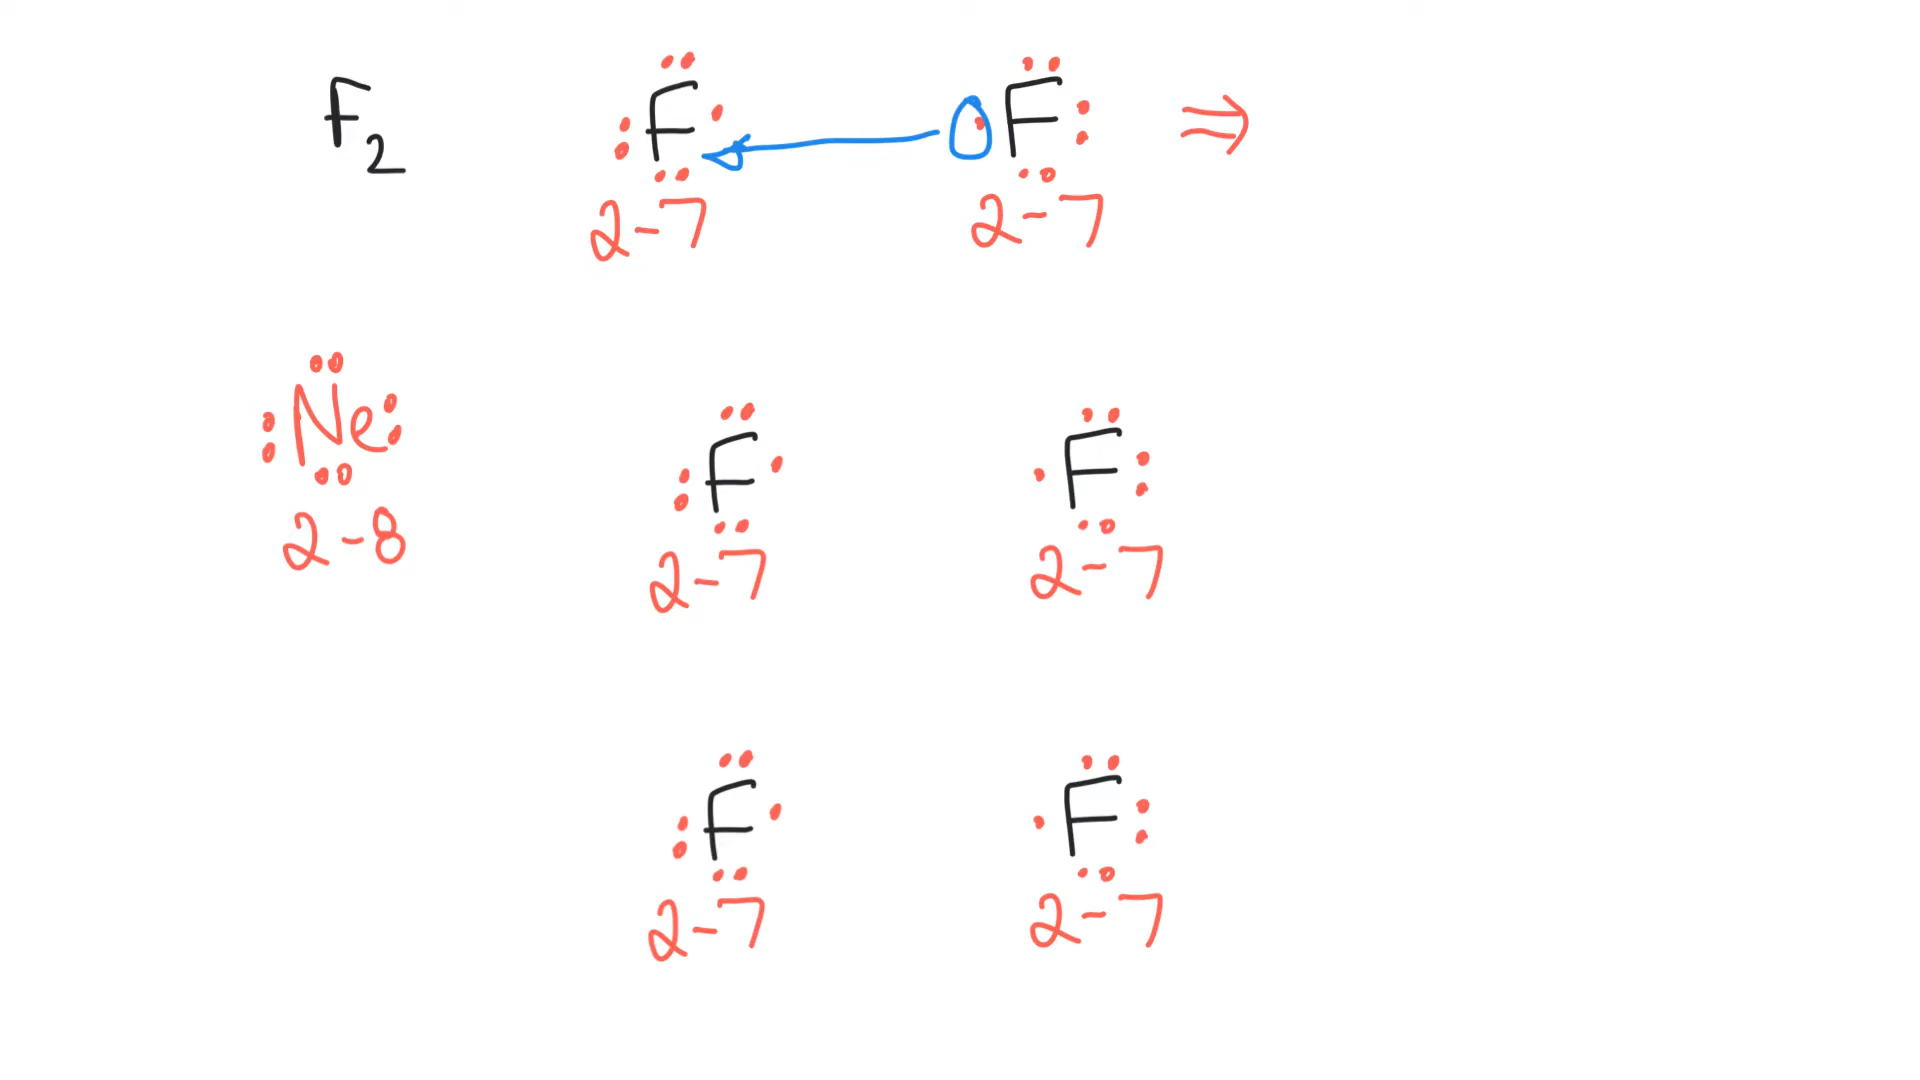 F₂ F F ⇒
2-7 2-7
Ne F F
2-8 2-7 2-7
F F
2-7 2-7